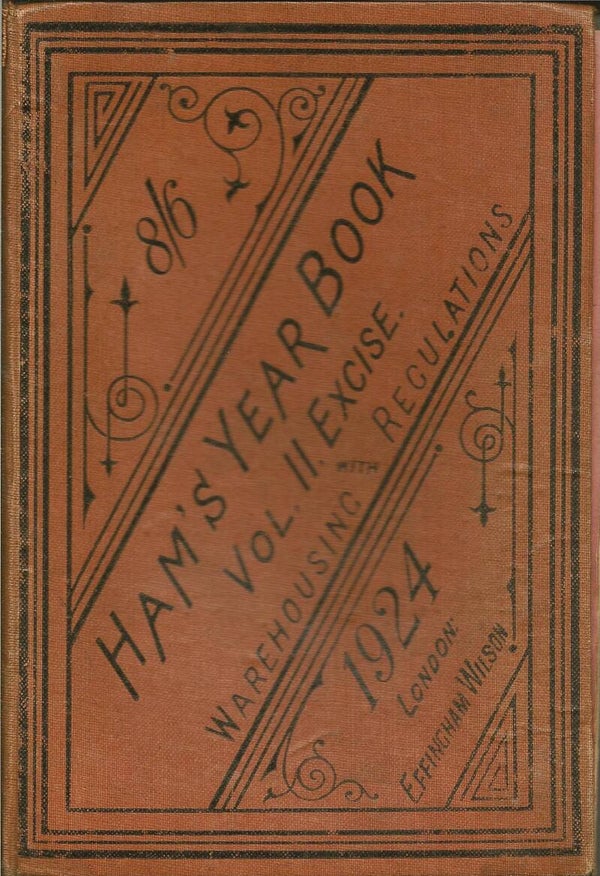 8/6
HAM'S YEAR BOOK
VOL. II. EXCISE.
WITH
WAREHOUSING REGULATIONS
1924
LONDON:
EFFINGHAM WILSON